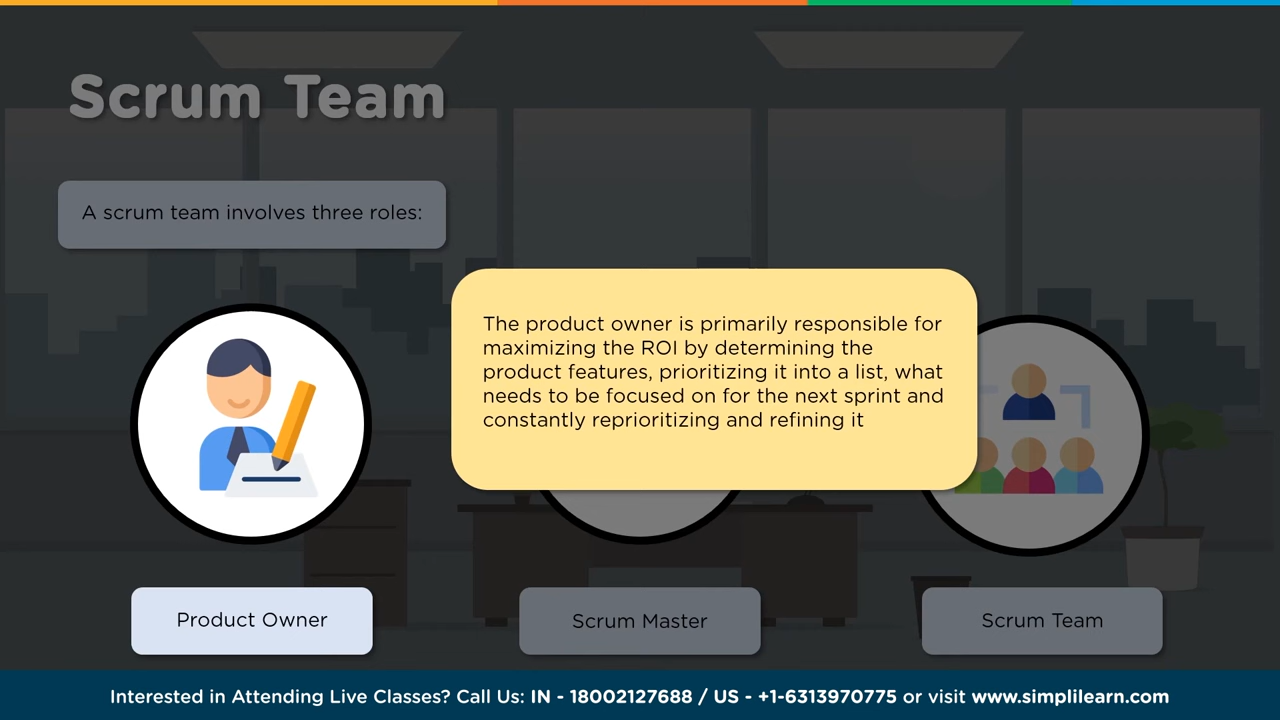 Scrum Team
A scrum team involves three roles:
The product owner is primarily responsible for
maximizing the ROI by determining the
product features, prioritizing it into a list, what
needs to be focused on for the next sprint and
constantly reprioritizing and refining it
Product Owner
Scrum Master
Scrum Team
Interested in Attending Live Classes? Call Us: IN - 18002127688 / US - +1-6313970775 or visit www.simplilearn.com